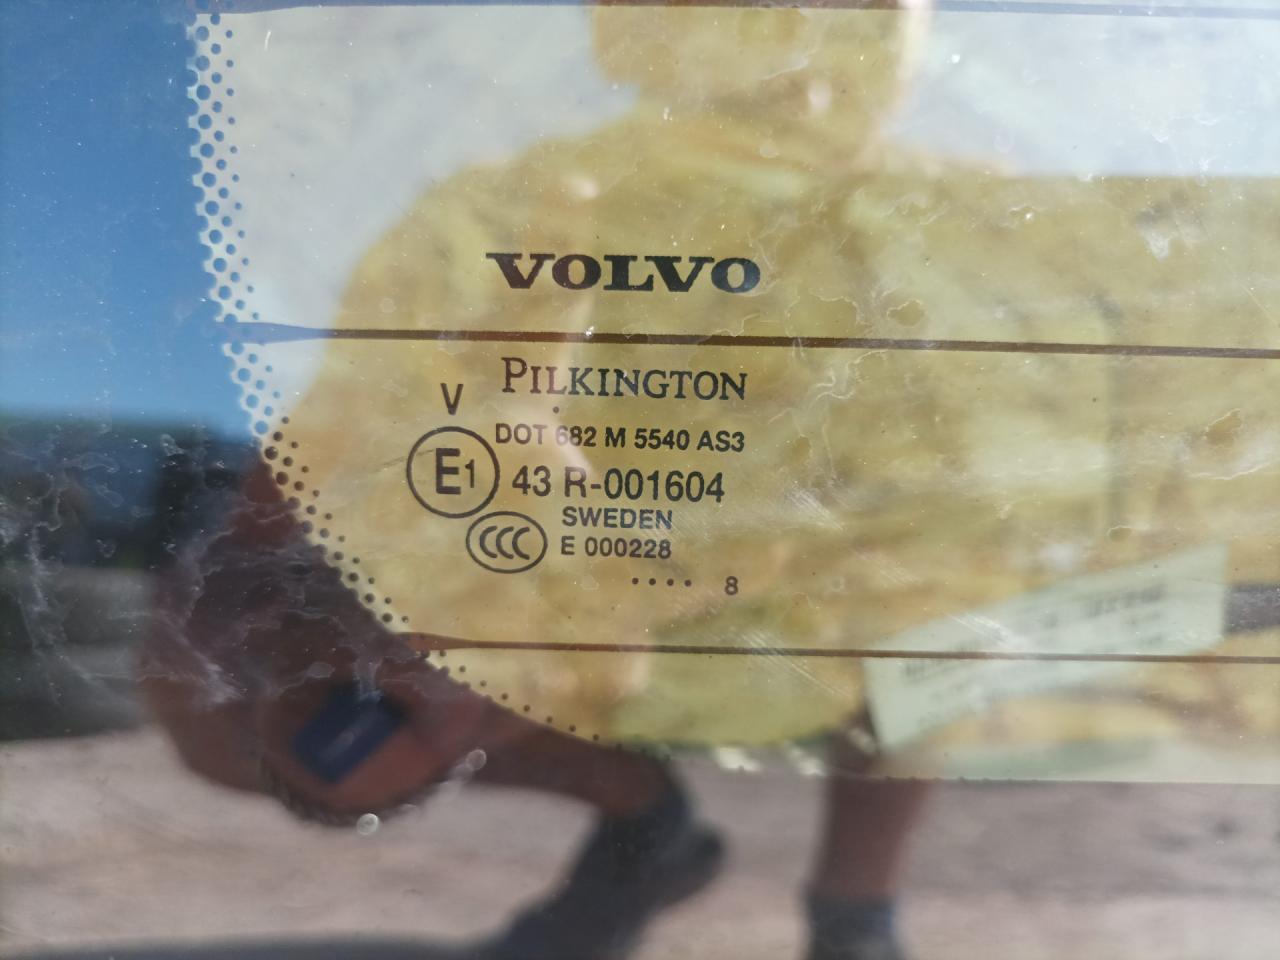 VOLVO
PILKINGTON
V
DOT 682 M 5540 AS3
E1 43 R-001604
SWEDEN
CCC E 000228
.... 8